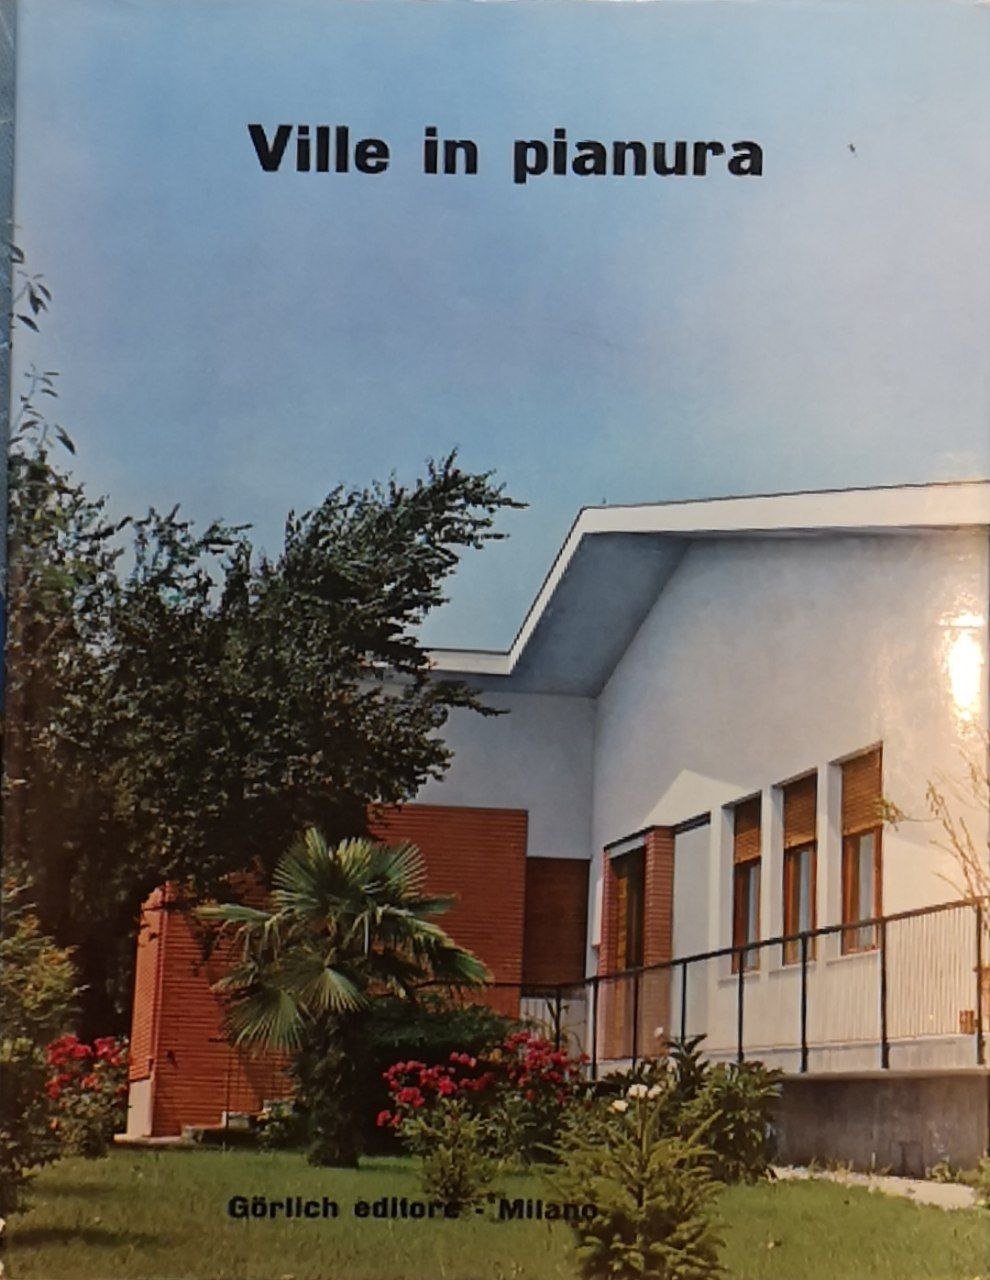 Ville in pianura
Görlich editore - Milano